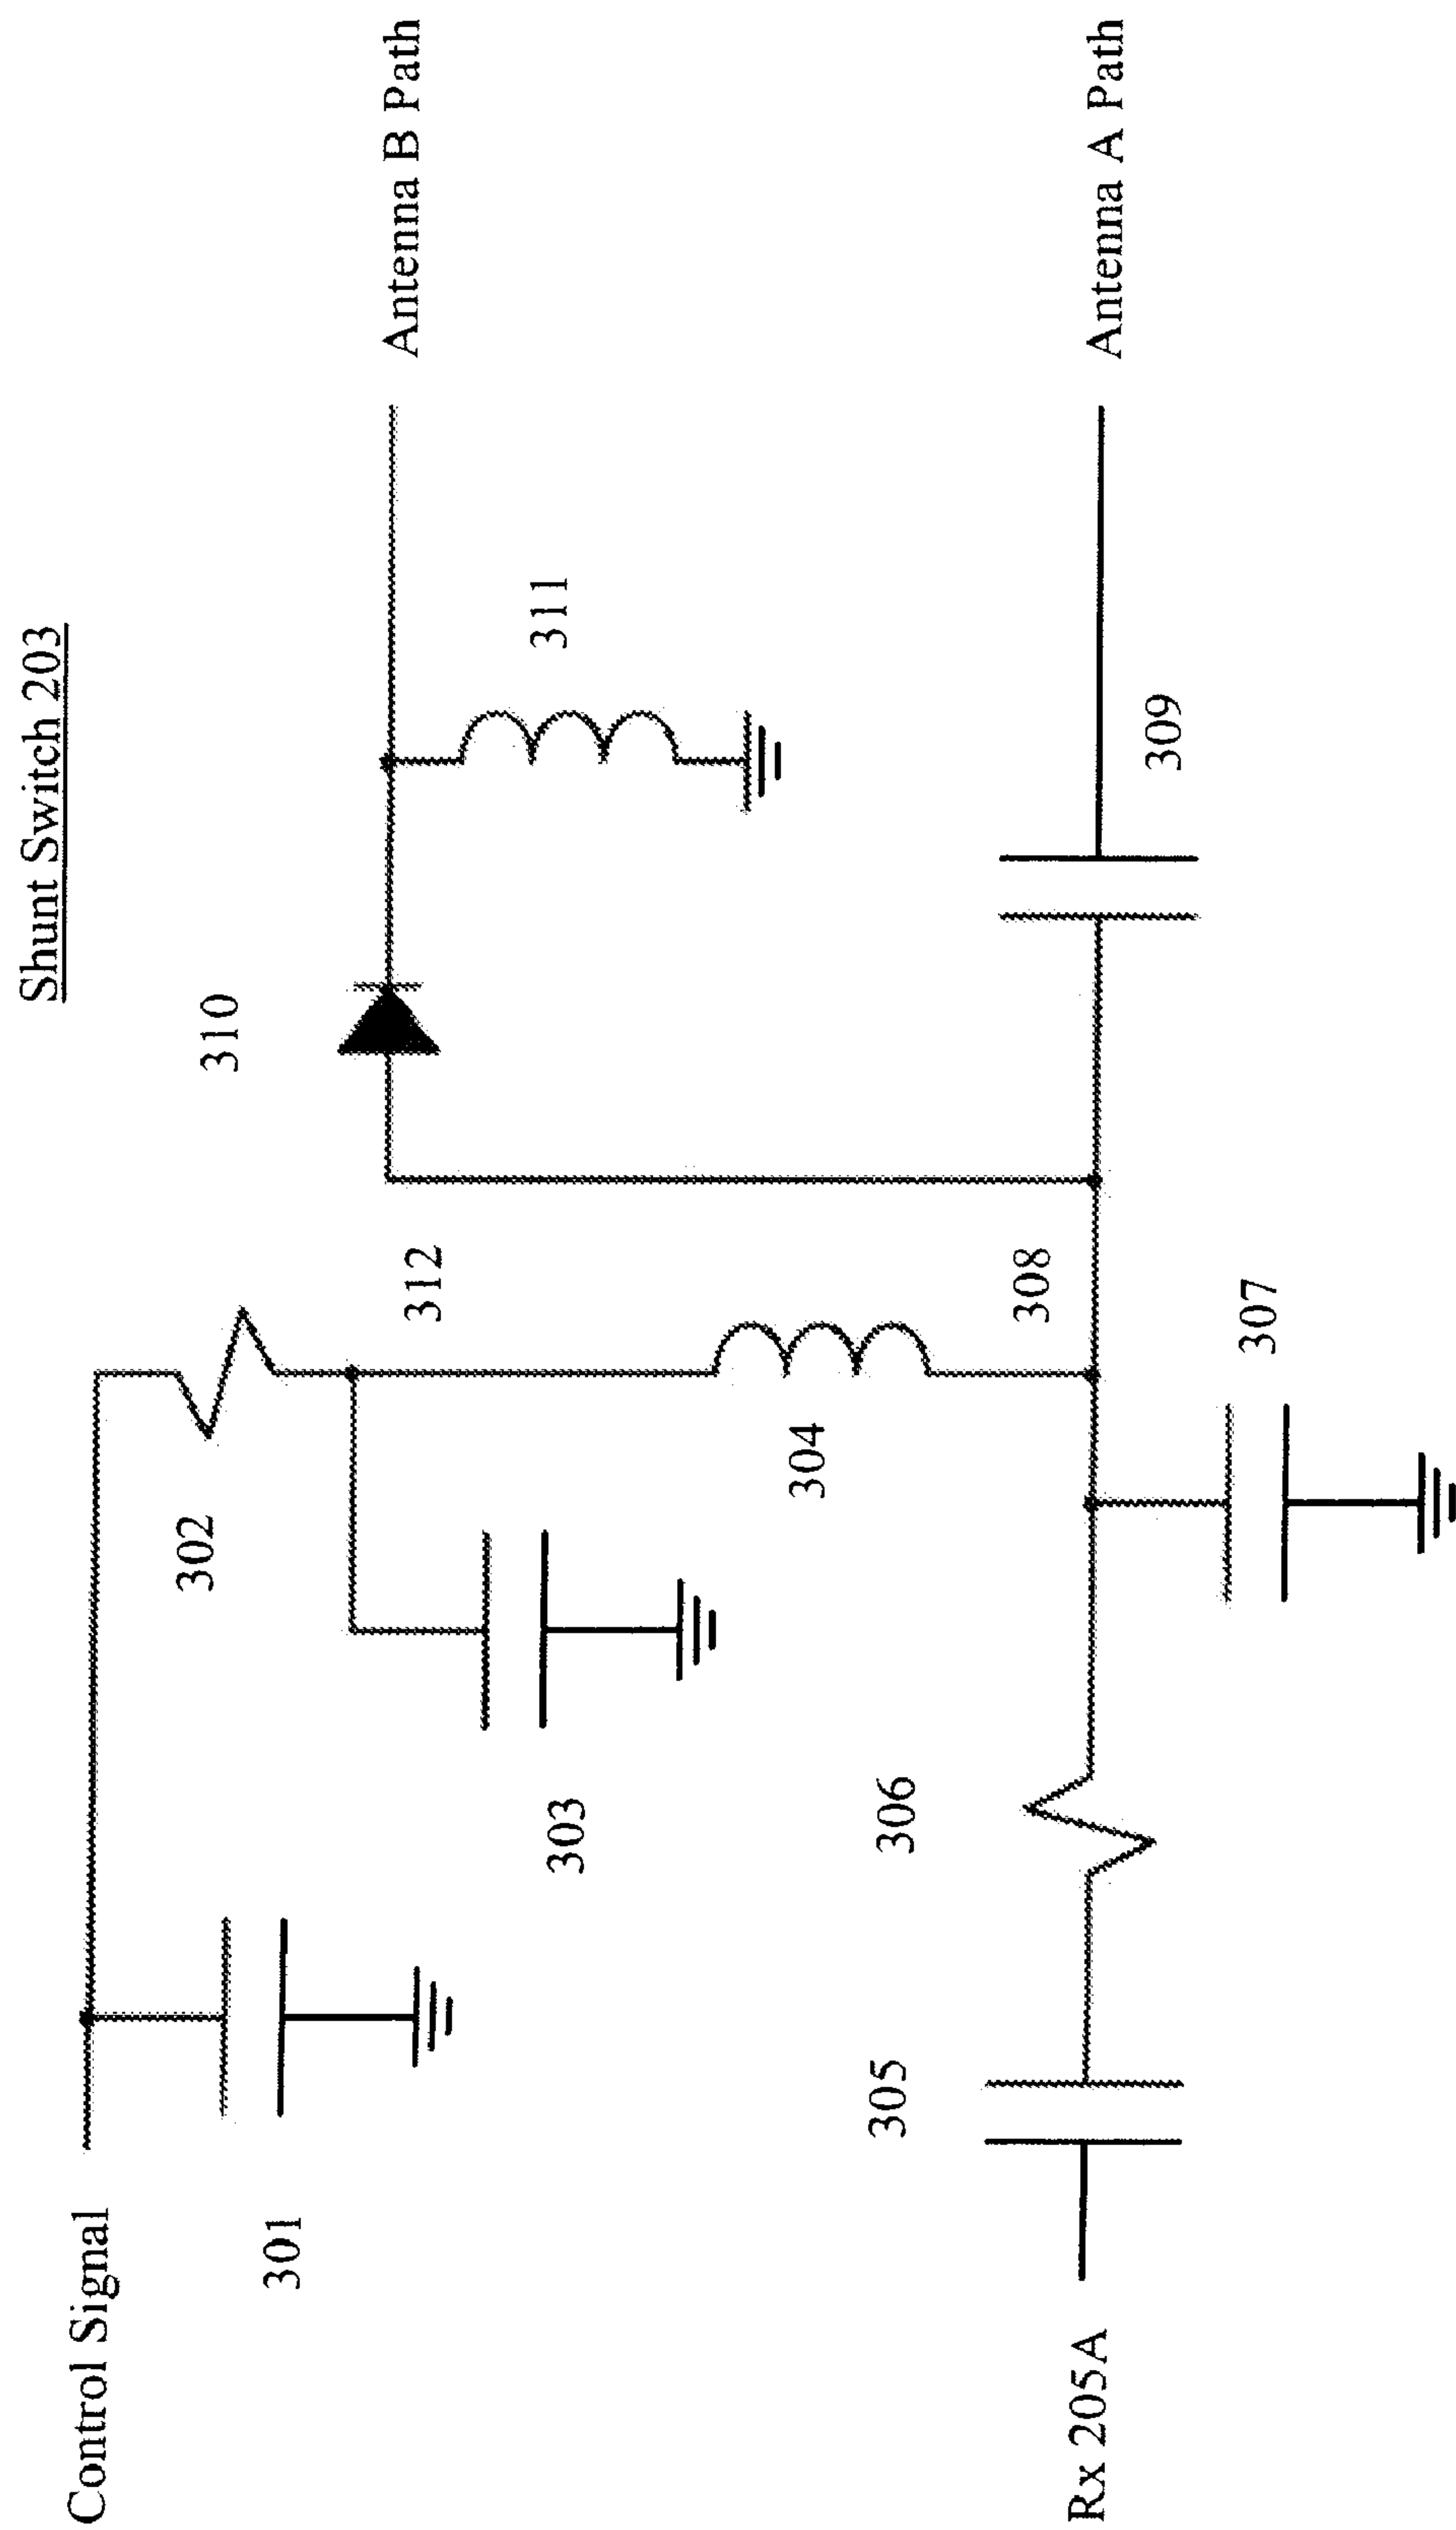 Shunt Switch 203
Control Signal
301
302
303
312
304
310
311
Antenna B Path
Rx 205A
305
306
308
307
309
Antenna A Path